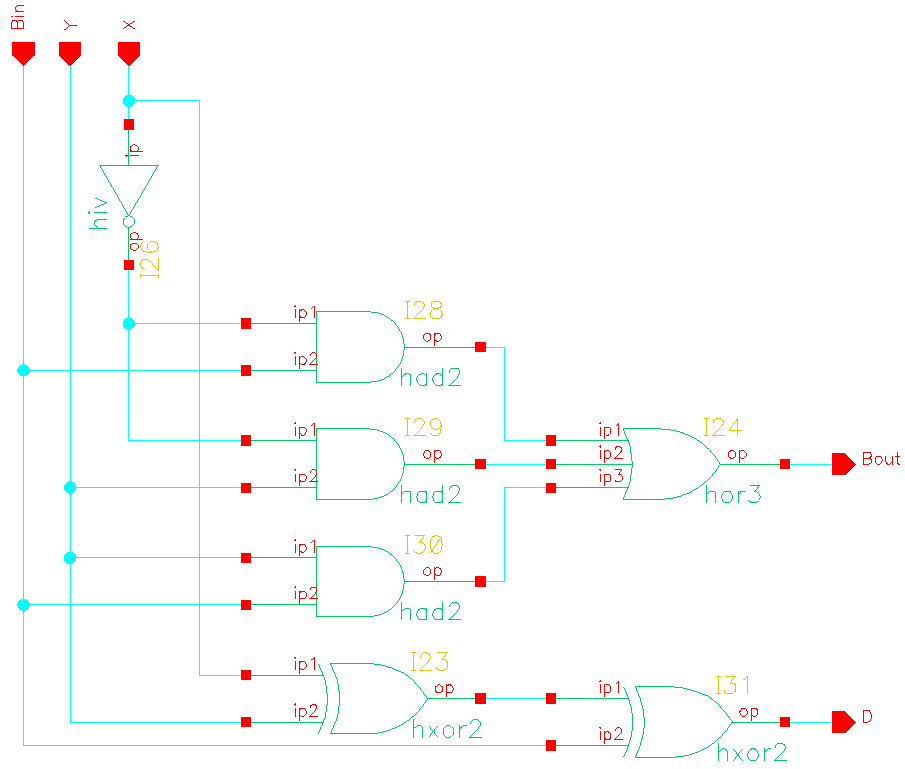 Bin
Y
X
ip
hiv
op
I26
ip1
I28
op
ip2
had2
ip1
I29
op
ip2
had2
ip1
I24
ip2
op
Bout
ip3
hor3
ip1
I30
op
ip2
had2
ip1
I23
op
ip2
hxor2
ip1
I31
op
D
ip2
hxor2